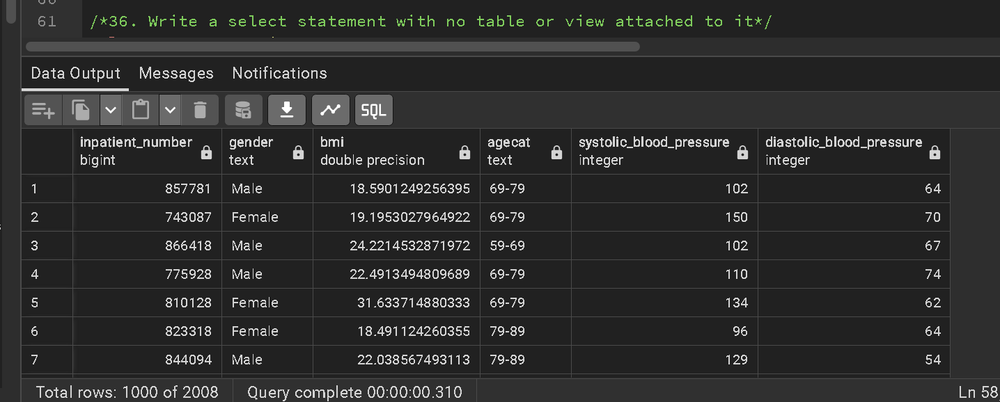 61 /*36. Write a select statement with no table or view attached to it*/
Data Output Messages Notifications
SQL
inpatient_number gender bmi agecat systolic_blood_pressure diastolic_blood_pressure
bigint text double precision text integer integer
1 857781 Male 18.5901249256395 69-79 102 64
2 743087 Female 19.1953027964922 69-79 150 70
3 866418 Male 24.2214532871972 59-69 102 67
4 775928 Male 22.4913494809689 69-79 110 74
5 810128 Female 31.633714880333 69-79 134 62
6 823318 Female 18.491124260355 79-89 96 64
7 844094 Male 22.038567493113 79-89 129 54
Total rows: 1000 of 2008 Query complete 00:00:00.310 Ln 58